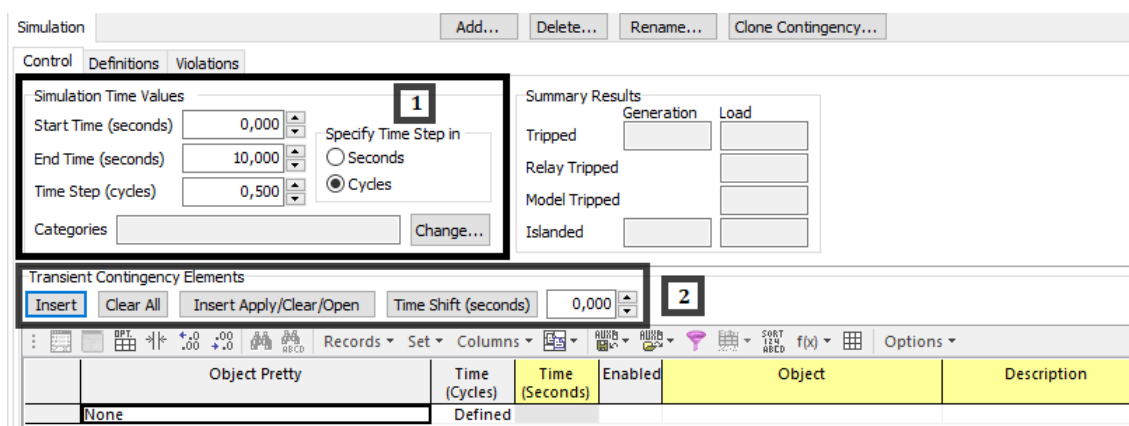 Simulation Add... Delete... Rename... Clone Contingency...
Control Definitions Violations
Simulation Time Values
1
Start Time (seconds) 0,000
Specify Time Step in
End Time (seconds) 10,000 Seconds
Time Step (cycles) 0,500 Cycles
Categories Change...
Summary Results
Generation Load
Tripped
Relay Tripped
Model Tripped
Islanded
Transient Contingency Elements
Insert Clear All Insert Apply/Clear/Open Time Shift (seconds) 0,000
2
Records Set Columns f(x) Options
Object Pretty Time (Cycles) Time (Seconds) Enabled Object Description
None Defined